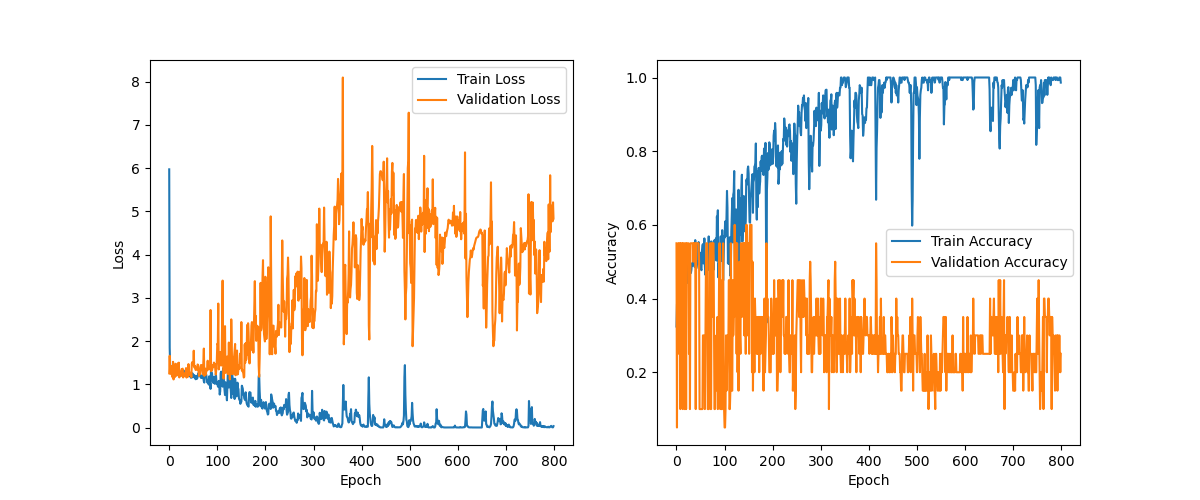 Train Loss
Validation Loss
8
7
6
5
4
3
2
1
0
Loss
0 100 200 300 400 500 600 700 800
Epoch
1.0
0.8
0.6
0.4
0.2
Accuracy
Train Accuracy
Validation Accuracy
0 100 200 300 400 500 600 700 800
Epoch